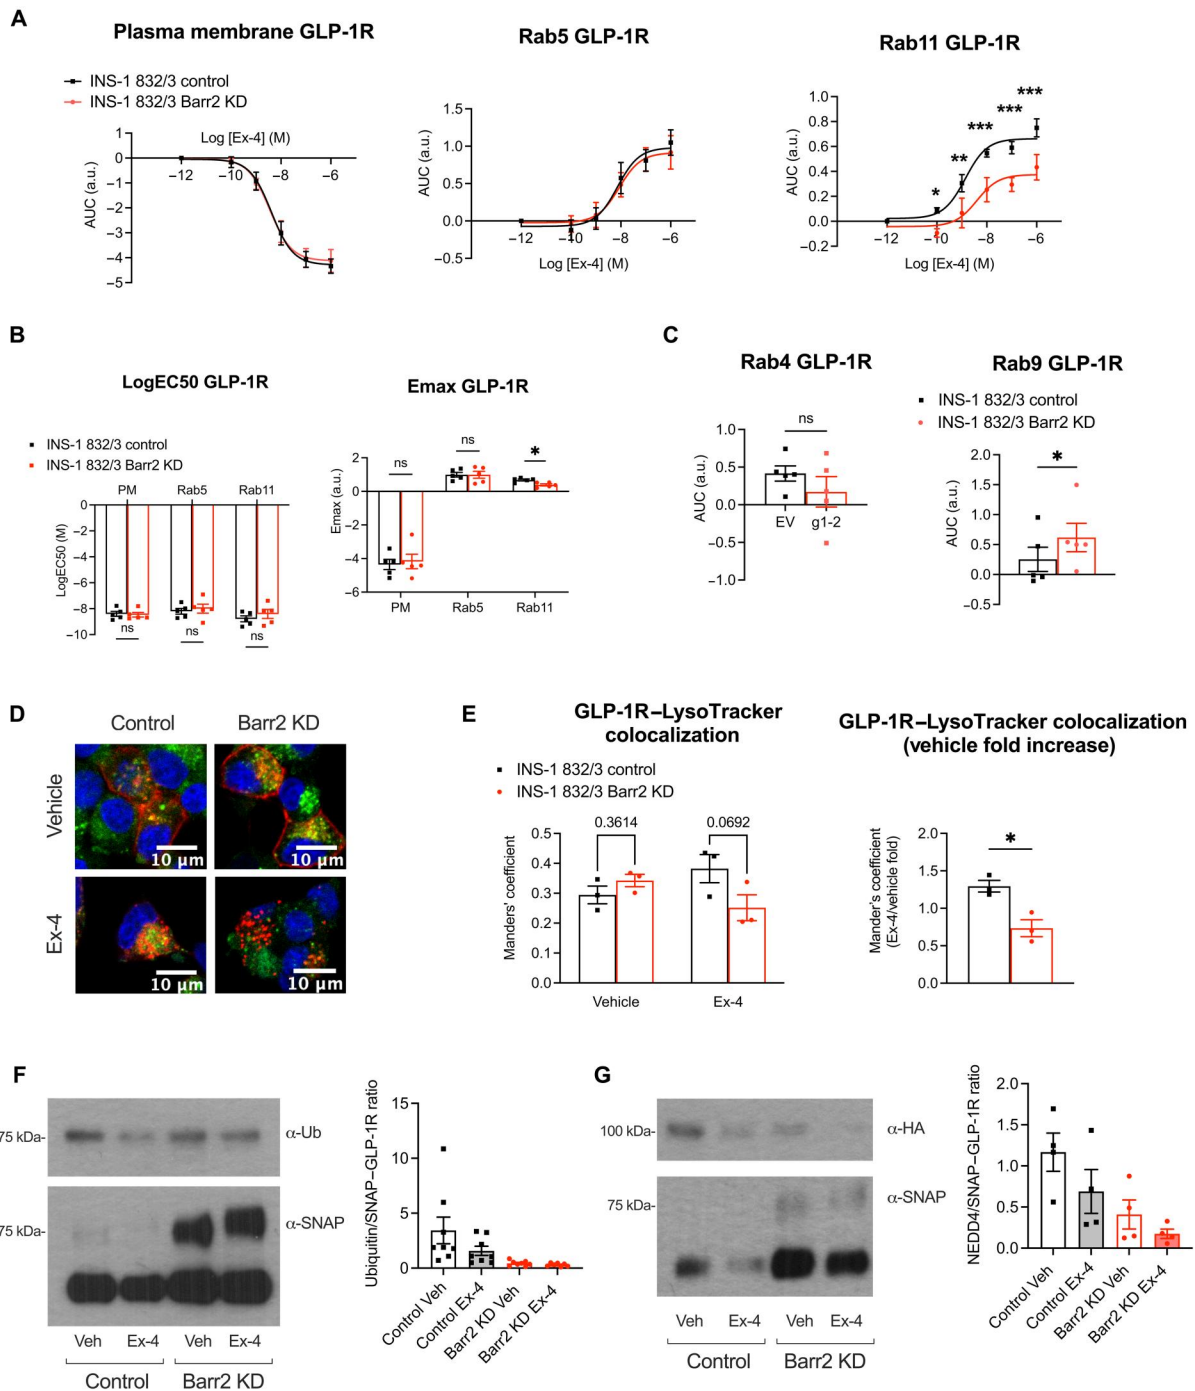 A
Plasma membrane GLP-1R
Rab5 GLP-1R
Rab11 GLP-1R
INS-1 832/3 control
INS-1 832/3 Barr2 KD
AUC (a.u.)
1
0
−1
−2
−3
−4
−5
Log [Ex-4] (M)
−12
−10
−8
−6
AUC (a.u.)
1.5
1.0
0.5
0.0
−0.5
−12
−10
−8
−6
Log [Ex-4] (M)
AUC (a.u.)
1.0
0.8
0.6
0.4
0.2
0.0
−0.2
*
**
***
***
***
−12
−10
−8
−6
Log [Ex-4] (M)
B
LogEC50 GLP-1R
INS-1 832/3 control
INS-1 832/3 Barr2 KD
PM
Rab5
Rab11
LogEC50 (M)
0
−2
−4
−6
−8
−10
ns
ns
ns
Emax GLP-1R
Emax (a.u.)
2
0
−2
−4
−6
ns
ns
*
PM
Rab5
Rab11
C
Rab4 GLP-1R
AUC (a.u.)
1.0
0.5
0.0
−0.5
−1.0
ns
EV
g1-2
Rab9 GLP-1R
INS-1 832/3 control
INS-1 832/3 Barr2 KD
AUC (a.u.)
2.0
1.5
1.0
0.5
0.0
−0.5
*
D
Control
Barr2 KD
Vehicle
10 µm
10 µm
Ex-4
10 µm
10 µm
E
GLP-1R–LysoTracker
colocalization
INS-1 832/3 control
INS-1 832/3 Barr2 KD
Manders' coefficient
0.5
0.4
0.3
0.2
0.1
0.0
0.3614
0.0692
Vehicle
Ex-4
GLP-1R–LysoTracker colocalization
(vehicle fold increase)
Mander's coefficient
(Ex-4/vehicle fold)
2.0
1.5
1.0
0.5
0.0
*
F
75 kDa-
α-Ub
75 kDa-
α-SNAP
Veh
Ex-4
Veh
Ex-4
Control
Barr2 KD
Ubiquitin/SNAP–GLP-1R ratio
15
10
5
0
Control Veh
Control Ex-4
Barr2 KD Veh
Barr2 KD Ex-4
G
100 kDa-
α-HA
75 kDa-
α-SNAP
Veh
Ex-4
Veh
Ex-4
Control
Barr2 KD
NEDD4/SNAP–GLP-1R ratio
2.0
1.5
1.0
0.5
0.0
Control Veh
Control Ex-4
Barr2 KD Veh
Barr2 KD Ex-4